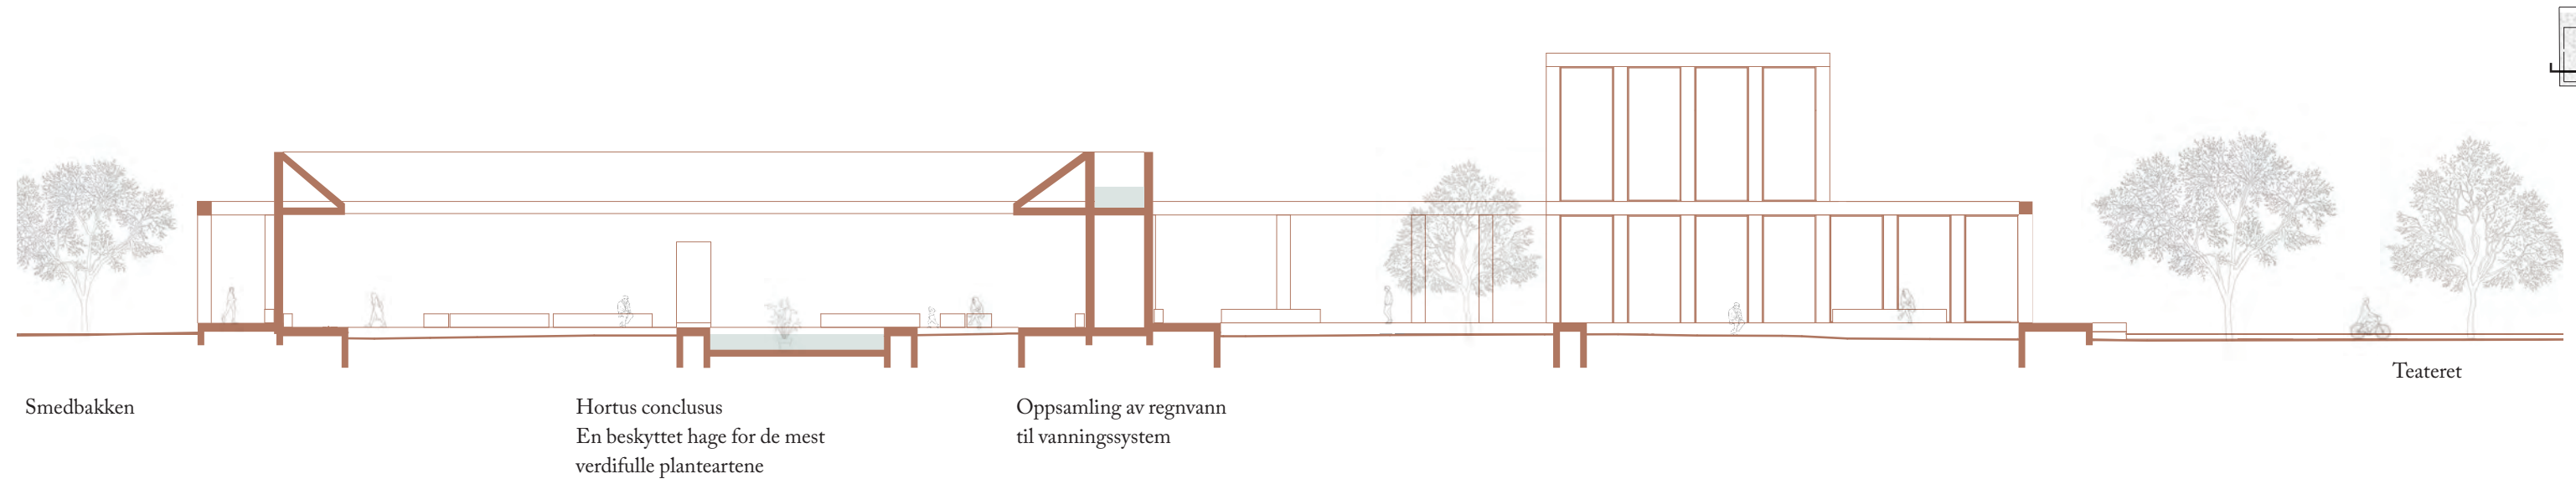 Teateret
Smedbakken
Hortus conclusus
En beskyttet hage for de mest
verdifulle planteartene
Oppsamling av regnvann
til vanningssystem